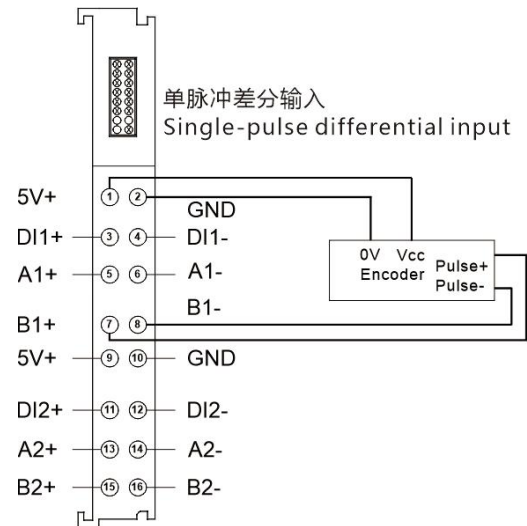 单脉冲差分输入
Single-pulse differential input
5V+ 1 2 GND
DI1+ 3 4 DI1-
A1+ 5 6 A1-
B1+ 7 8 B1-
5V+ 9 10 GND
DI2+ 11 12 DI2-
A2+ 13 14 A2-
B2+ 15 16 B2-
0V Vcc
Encoder Pulse+
Pulse-